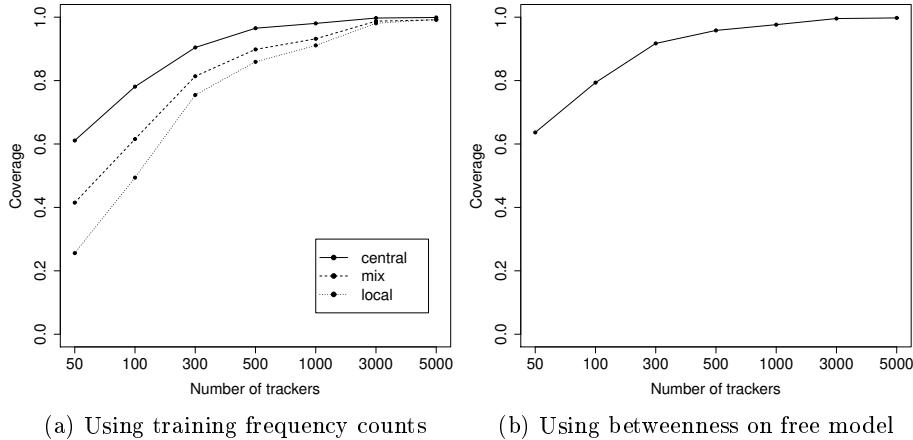 Coverage
1.0
0.8
0.6
0.4
0.2
0.0
central
mix
local
50 100 300 500 1000 3000 5000
Number of trackers
(a) Using training frequency counts
Coverage
1.0
0.8
0.6
0.4
0.2
0.0
50 100 300 500 1000 3000 5000
Number of trackers
(b) Using betweenness on free model